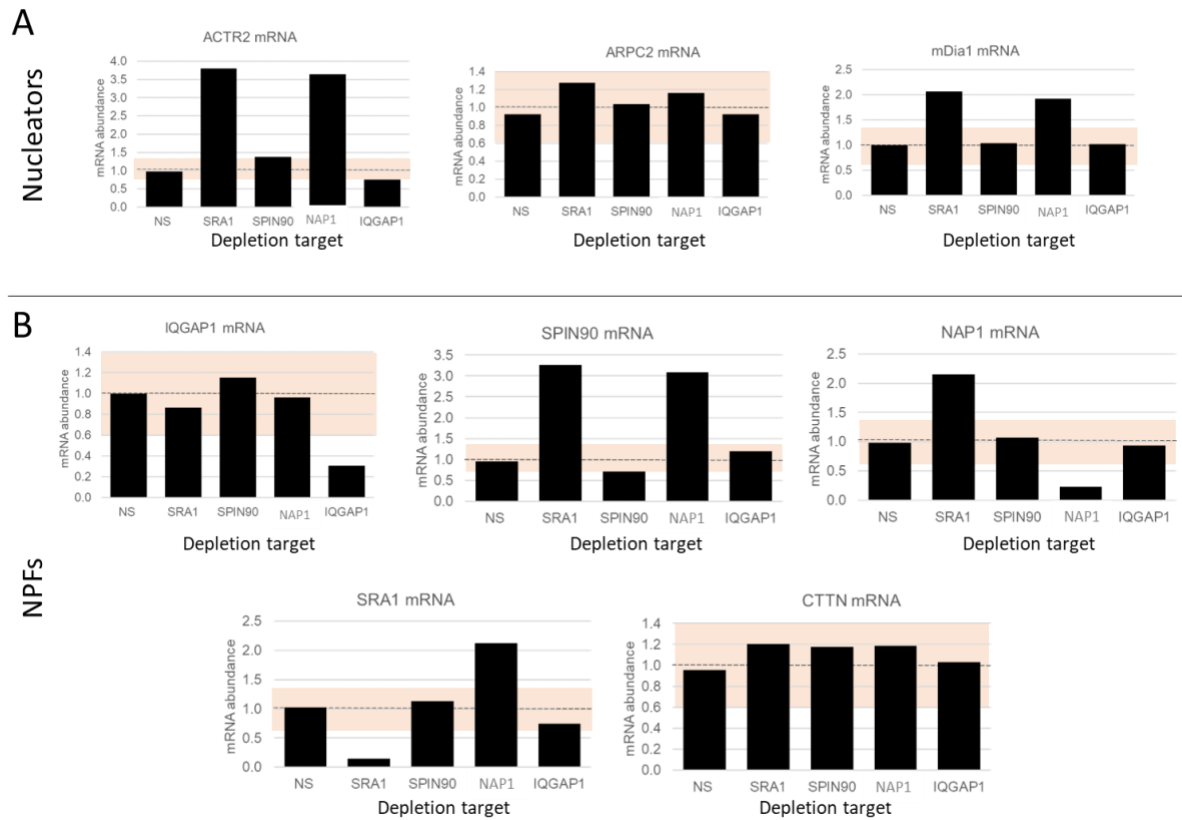 A
Nucleators
ACTR2 mRNA
mRNA abundance
4.0
3.5
3.0
2.5
2.0
1.5
1.0
0.5
0.0
NS SRA1 SPIN90 NAP1 IQGAP1
Depletion target
ARPC2 mRNA
mRNA abundance
1.4
1.2
1.0
0.8
0.6
0.4
0.2
0.0
NS SRA1 SPIN90 NAP1 IQGAP1
Depletion target
mDia1 mRNA
mRNA abundance
2.5
2.0
1.5
1.0
0.5
0.0
NS SRA1 SPIN90 NAP1 IQGAP1
Depletion target
B
NPFs
IQGAP1 mRNA
mRNA abundance
1.4
1.2
1.0
0.8
0.6
0.4
0.2
0.0
NS SRA1 SPIN90 NAP1 IQGAP1
Depletion target
SPIN90 mRNA
mRNA abundance
3.5
3.0
2.5
2.0
1.5
1.0
0.5
0.0
NS SRA1 SPIN90 NAP1 IQGAP1
Depletion target
NAP1 mRNA
mRNA abundance
2.5
2.0
1.5
1.0
0.5
0.0
NS SRA1 SPIN90 NAP1 IQGAP1
Depletion target
SRA1 mRNA
mRNA abundance
2.5
2.0
1.5
1.0
0.5
0.0
NS SRA1 SPIN90 NAP1 IQGAP1
Depletion target
CTTN mRNA
mRNA abundance
1.4
1.2
1.0
0.8
0.6
0.4
0.2
0.0
NS SRA1 SPIN90 NAP1 IQGAP1
Depletion target